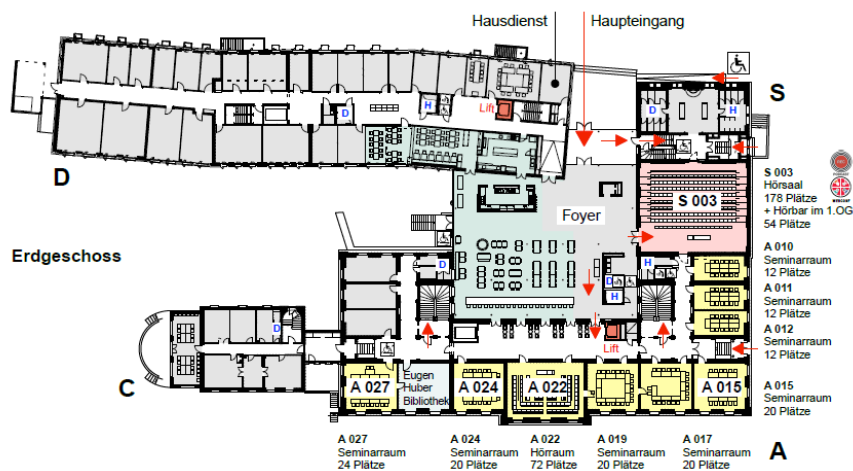 Hausdienst
Haupteingang
S
D
H
Lift
D
H
D
S 003
Hörsaal
178 Plätze
+ Hörbar im 1.OG
54 Plätze
S 003
Foyer
Erdgeschoss
D
H
D
H
A 010
Seminarraum
12 Plätze
A 011
Seminarraum
12 Plätze
A 012
Seminarraum
12 Plätze
D
Lift
C
A 027
Eugen
Huber
Bibliothek
A 024
A 022
A 015
A 015
Seminarraum
20 Plätze
A 027
Seminarraum
24 Plätze
A 024
Seminarraum
20 Plätze
A 022
Hörraum
72 Plätze
A 019
Seminarraum
20 Plätze
A 017
Seminarraum
20 Plätze
A